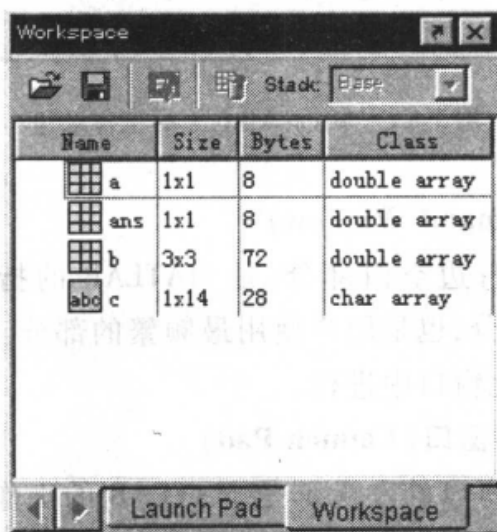 Workspace
Stack: Base
Name Size Bytes Class
a 1x1 8 double array
ans 1x1 8 double array
b 3x3 72 double array
abc c 1x14 28 char array
Launch Pad Workspace